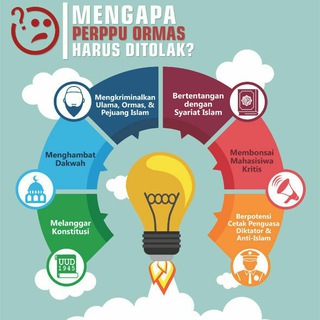 MENGAPA
PERPPU ORMAS
HARUS DITOLAK?
Mengkriminalkan
Ulama, Ormas, &
Pejuang Islam
Bertentangan
dengan
Syariat Islam
Menghambat
Dakwah
Membonsai
Mahasisiwa
Kritis
Melanggar
Konstitusi
UUD
1945
Berpotensi
Cetak Penguasa
Diktator &
Anti-Islam